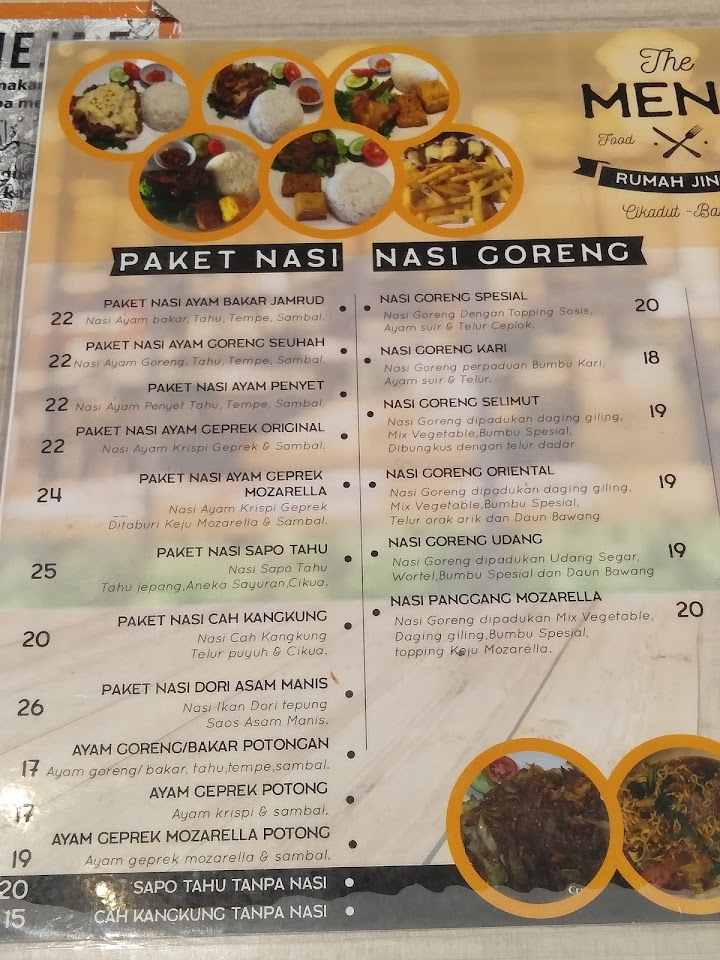 The
MEN
Food
RUMAH JIN
Cikadut - Ba
PAKET NASI
22 PAKET NASI AYAM BAKAR JAMRUD
Nasi Ayam bakar, Tahu, Tempe, Sambal.
22 PAKET NASI AYAM GORENG SEUHAH
Nasi Ayam Goreng, Tahu, Tempe, Sambal.
22 PAKET NASI AYAM PENYET
Nasi Ayam Penyet Tahu, Tempe, Sambal.
22 PAKET NASI AYAM GEPREK ORIGINAL
Nasi Ayam Krispi Geprek & Sambal.
24 PAKET NASI AYAM GEPREK
MOZARELLA
Nasi Ayam Krispi Geprek
Ditaburi Keju Mozarella & Sambal.
25 PAKET NASI SAPO TAHU
Nasi Sapo Tahu
Tahu jepang,Aneka Sayuran,Cikua.
20 PAKET NASI CAH KANGKUNG
Nasi Cah Kangkung
Telur puyuh & Cikua.
26 PAKET NASI DORI ASAM MANIS
Nasi Ikan Dori tepung
Saos Asam Manis.
17 AYAM GORENG/BAKAR POTONGAN
Ayam goreng/ bakar, tahu,tempe,sambal.
17 AYAM GEPREK POTONG
Ayam krispi & sambal.
19 AYAM GEPREK MOZARELLA POTONG
Ayam geprek mozarella & sambal.
20 SAPO TAHU TANPA NASI
15 CAH KANGKUNG TANPA NASI
NASI GORENG
NASI GORENG SPESIAL 20
Nasi Goreng Dengan Topping Sosis,
Ayam suir & Telur Ceplok.
NASI GORENG KARI 18
Nasi Goreng perpaduan Bumbu Kari,
Ayam suir & Telur.
NASI GORENG SELIMUT 19
Nasi Goreng dipadukan daging giling,
Mix Vegetable,Bumbu Spesial,
Dibungkus dengan telur dadar
NASI GORENG ORIENTAL 19
Nasi Goreng dipadukan daging giling,
Mix Vegetable,Bumbu Spesial,
Telur orak arik dan Daun Bawang
NASI GORENG UDANG 19
Nasi Goreng dipadukan Udang Segar,
Wortel,Bumbu Spesial dan Daun Bawang
NASI PANGGANG MOZARELLA 20
Nasi Goreng dipadukan Mix Vegetable,
Daging giling,Bumbu Spesial,
topping Keju Mozarella.